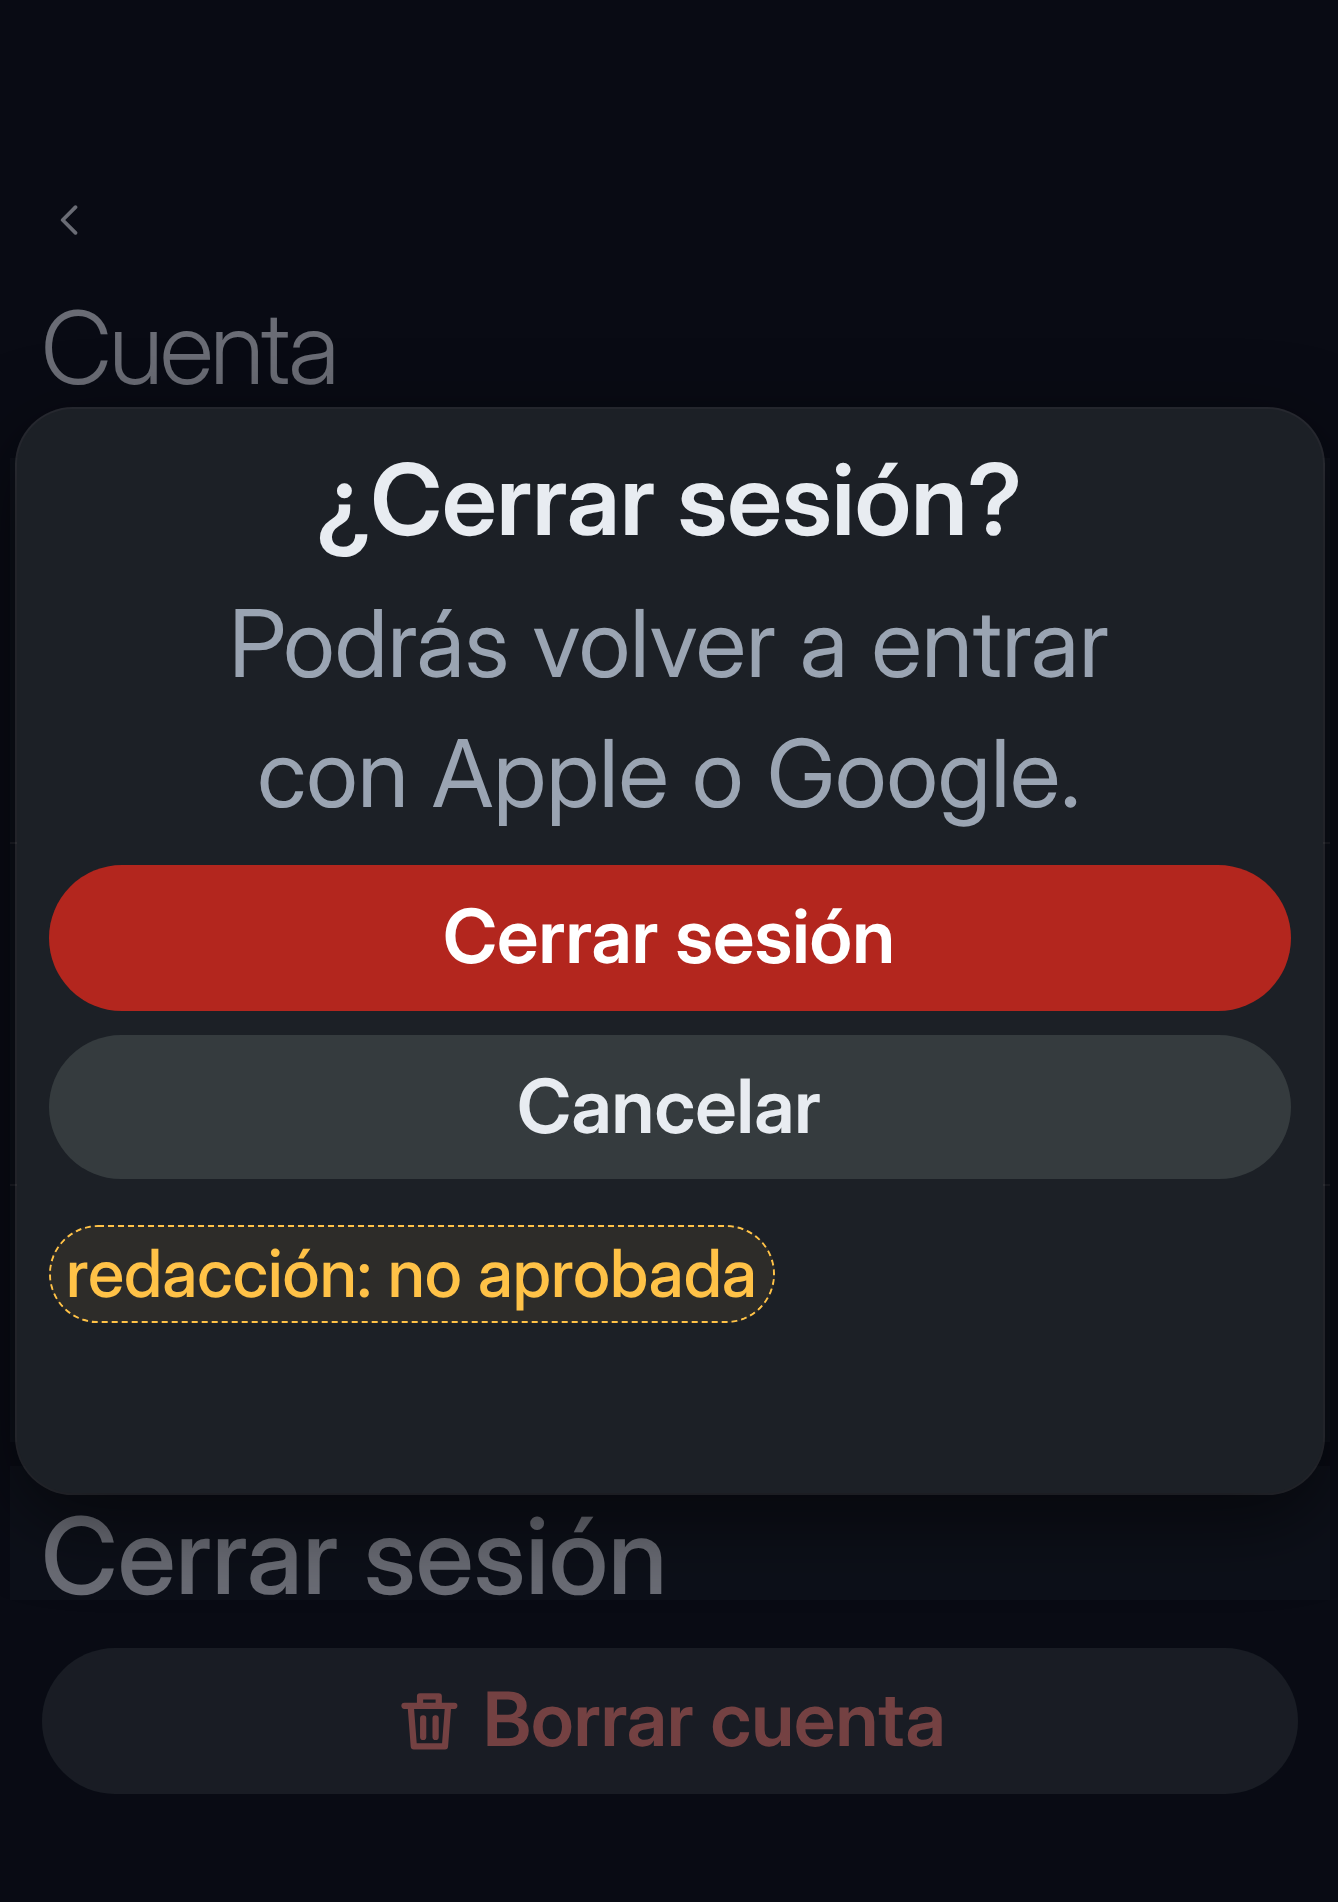 Cuenta
¿Cerrar sesión?
Podrás volver a entrar
con Apple o Google.
Cerrar sesión
Cancelar
redacción: no aprobada
Cerrar sesión
Borrar cuenta